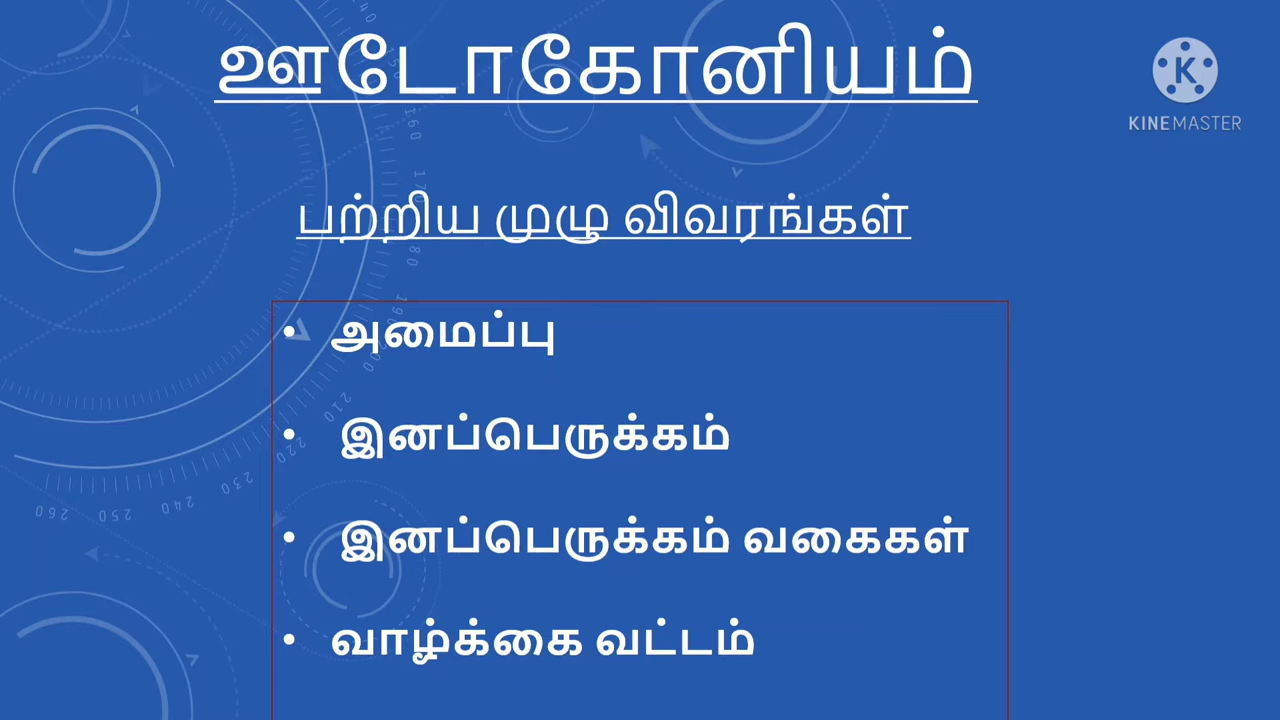 ஊடோகோனியம்
KINEMASTER
பற்றிய முழு விவரங்கள்
• அமைப்பு
• இனப்பெருக்கம்
• இனப்பெருக்கம் வகைகள்
• வாழ்க்கை வட்டம்